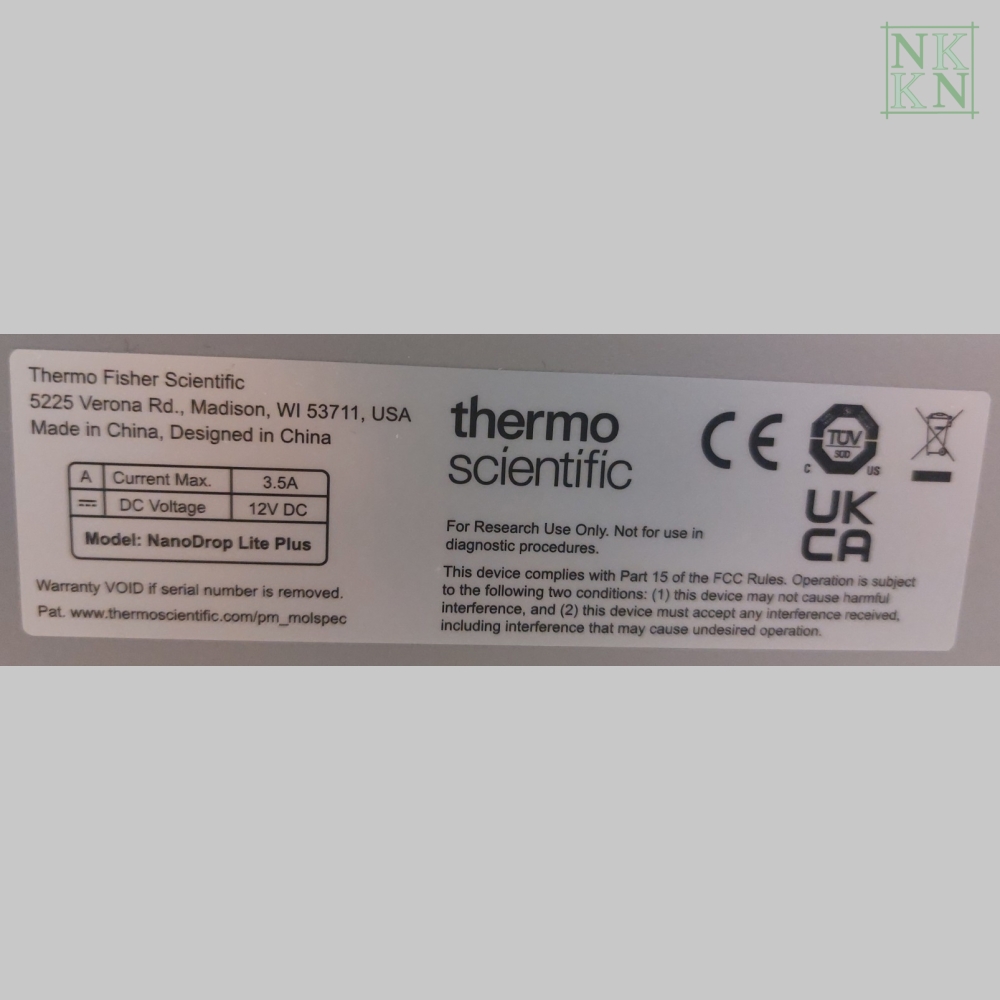 NK
KN
Thermo Fisher Scientific
5225 Verona Rd., Madison, WI 53711, USA
Made in China, Designed in China
A Current Max. 3.5A
DC Voltage 12V DC
Model: NanoDrop Lite Plus
Warranty VOID if serial number is removed.
Pat. www.thermoscientific.com/pm_molspec
thermo
scientific
For Research Use Only. Not for use in
diagnostic procedures.
This device complies with Part 15 of the FCC Rules. Operation is subject
to the following two conditions: (1) this device may not cause harmful
interference, and (2) this device must accept any interference received,
including interference that may cause undesired operation.
CE
TÜV
SÜD
C US
UK
CA